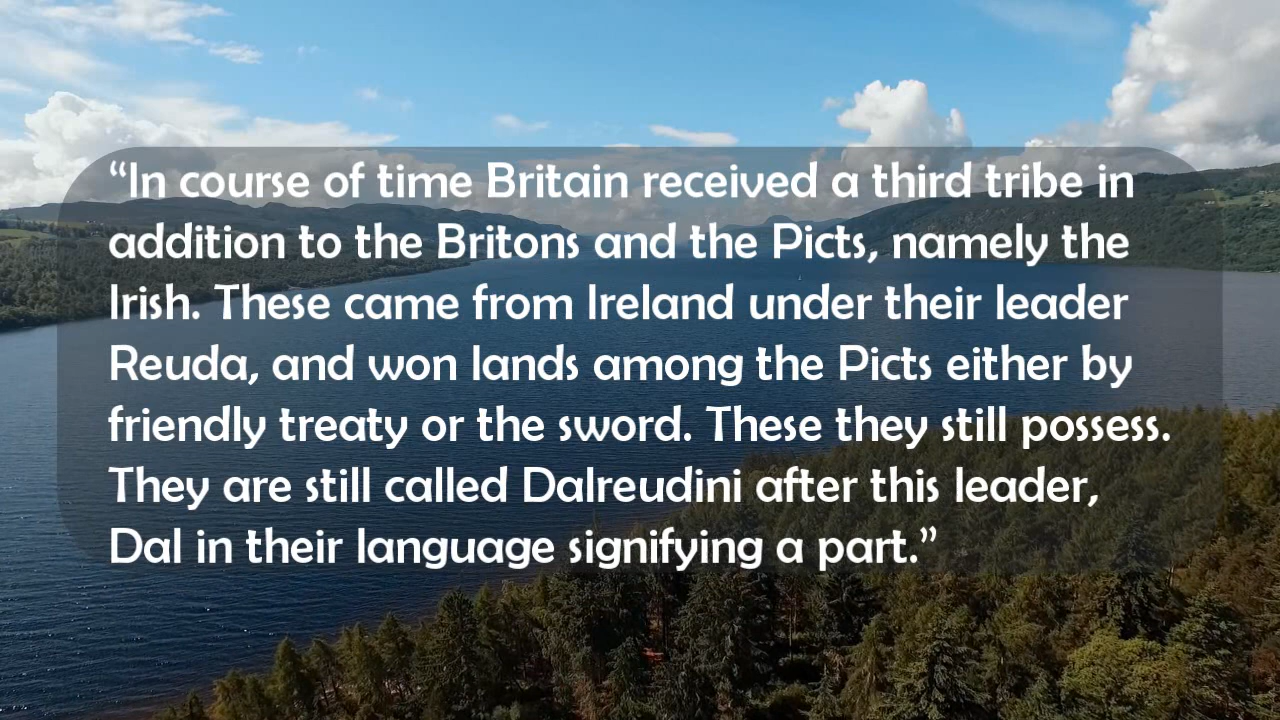 “In course of time Britain received a third tribe in
addition to the Britons and the Picts, namely the
Irish. These came from Ireland under their leader
Reuda, and won lands among the Picts either by
friendly treaty or the sword. These they still possess.
They are still called Dalreudini after this leader,
Dal in their language signifying a part.”